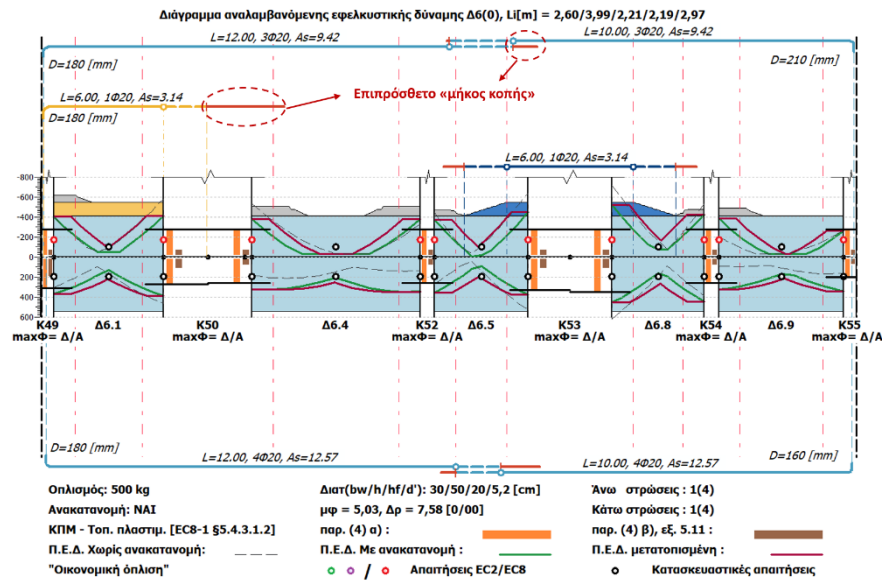 Διάγραμμα αναλαμβανόμενης εφελκυστικής δύναμης Δ6(0), Li[m] = 2,60/3,99/2,21/2,19/2,97
L=12.00, 3Φ20, As=9.42
L=10.00, 3Φ20, As=9.42
D=180 [mm]
D=210 [mm]
Επιπρόσθετο «μήκος κοπής»
L=6.00, 1Φ20, As=3.14
D=180 [mm]
L=6.00, 1Φ20, As=3.14
-800
-600
-400
-200
0
200
400
600
K49 Δ6.1 K50 Δ6.4 K52 Δ6.5 K53 Δ6.8 K54 Δ6.9 K55
maxΦ= Δ/A maxΦ= Δ/A maxΦ= Δ/A maxΦ= Δ/A maxΦ= Δ/A maxΦ= Δ/A
D=180 [mm]
D=160 [mm]
L=12.00, 4Φ20, As=12.57
L=10.00, 4Φ20, As=12.57
Οπλισμός: 500 kg Διατ(bw/h/hf/d'): 30/50/20/5,2 [cm] Άνω στρώσεις : 1(4)
Ανακατανομή: ΝΑΙ μφ = 5,03, Δρ = 7,58 [0/00] Κάτω στρώσεις : 1(4)
ΚΠΜ - Τοπ. πλαστιμ. [EC8-1 §5.4.3.1.2] παρ. (4) α) : παρ. (4) β), εξ. 5.11 :
Π.Ε.Δ. Χωρίς ανακατανομή: Π.Ε.Δ. Με ανακατανομή : Π.Ε.Δ. μετατοπισμένη :
"Οικονομική όπλιση" / Απαιτήσεις EC2/EC8 Κατασκευαστικές απαιτήσεις